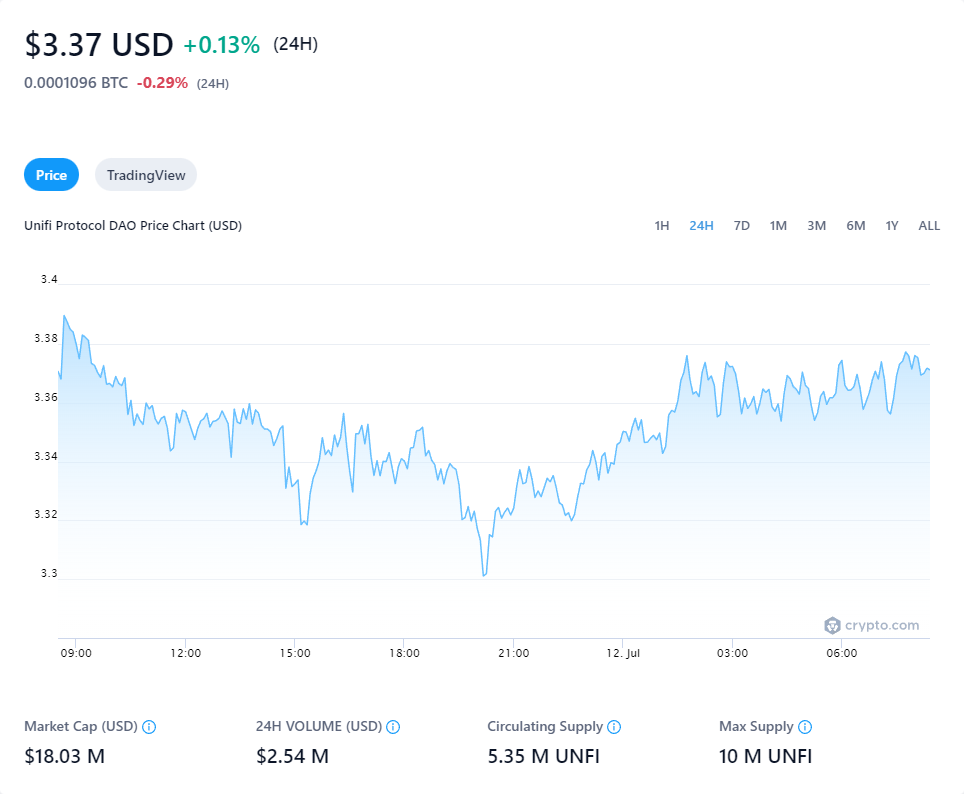 $3.37 USD +0.13% (24H)
0.0001096 BTC -0.29% (24H)
Price TradingView
Unifi Protocol DAO Price Chart (USD) 1H 24H 7D 1M 3M 6M 1Y ALL
3.4
3.38
3.36
3.34
3.32
3.3
crypto.com
09:00 12:00 15:00 18:00 21:00 12. Jul 03:00 06:00
Market Cap (USD) 24H VOLUME (USD) Circulating Supply Max Supply
$18.03 M $2.54 M 5.35 M UNFI 10 M UNFI